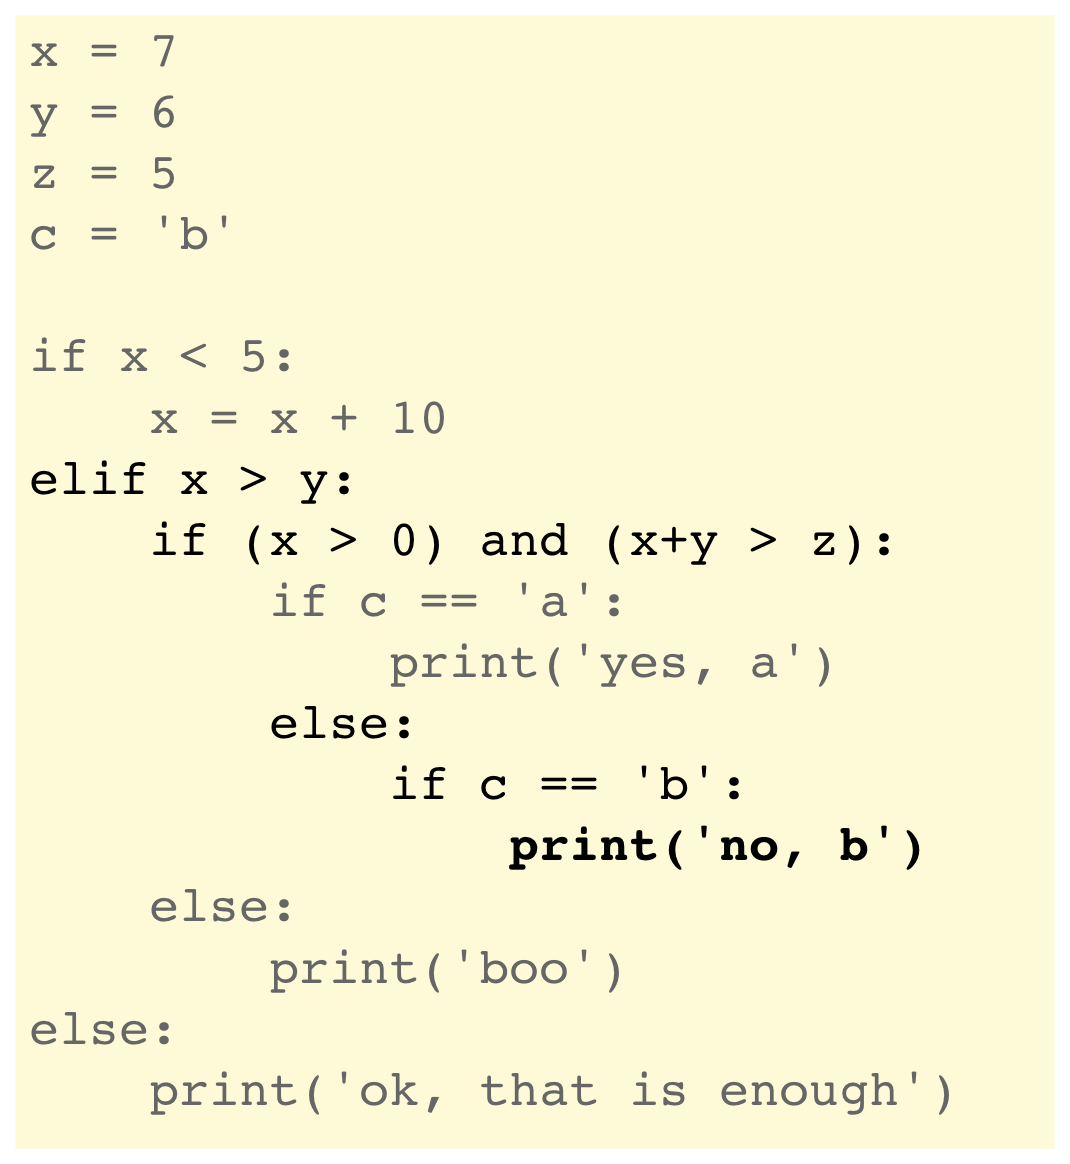 x = 7
y = 6
z = 5
c = 'b'

if x < 5:
    x = x + 10
elif x > y:
    if (x > 0) and (x+y > z):
        if c == 'a':
            print('yes, a')
        else:
            if c == 'b':
                print('no, b')
    else:
        print('boo')
else:
    print('ok, that is enough')